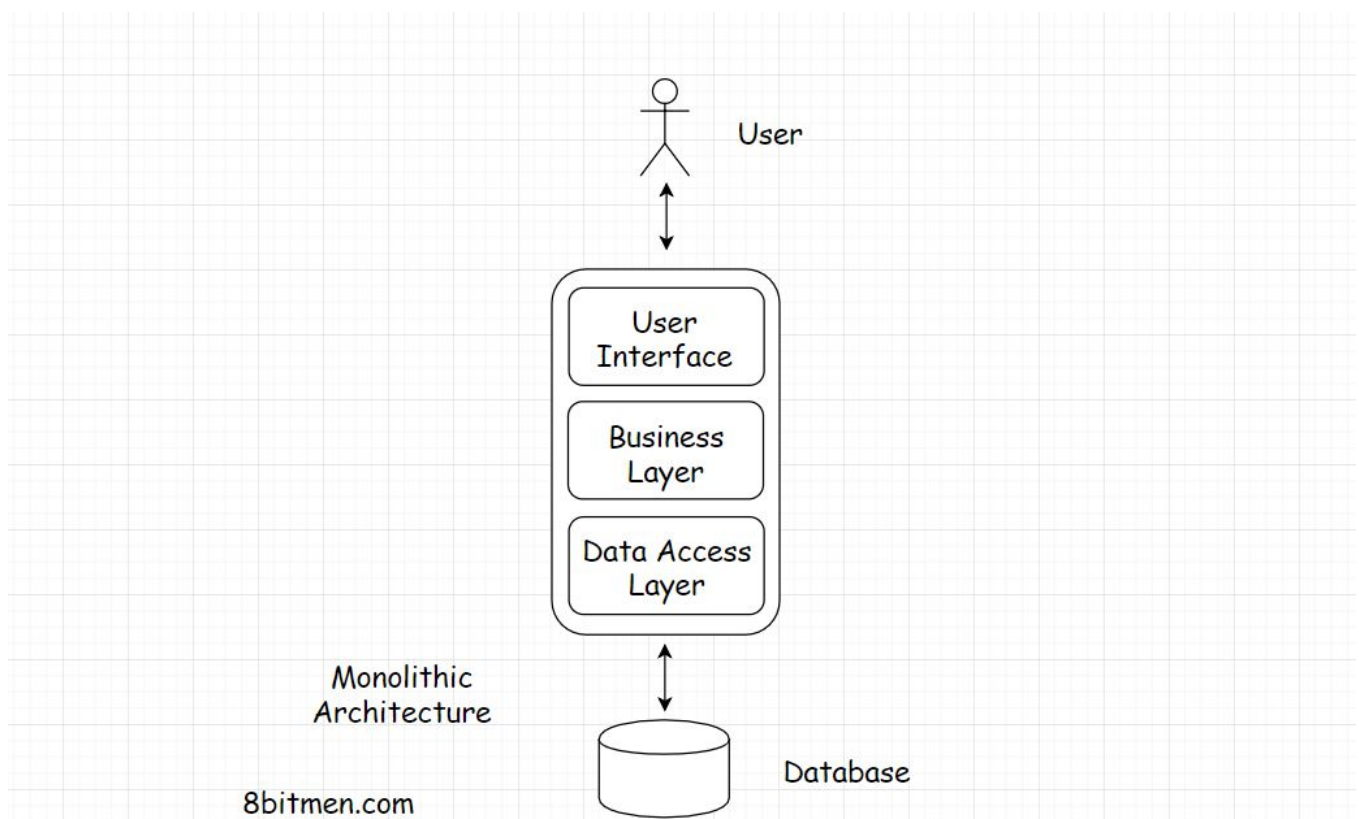 User
User
Interface
Business
Layer
Data Access
Layer
Monolithic
Architecture
Database
8bitmen.com